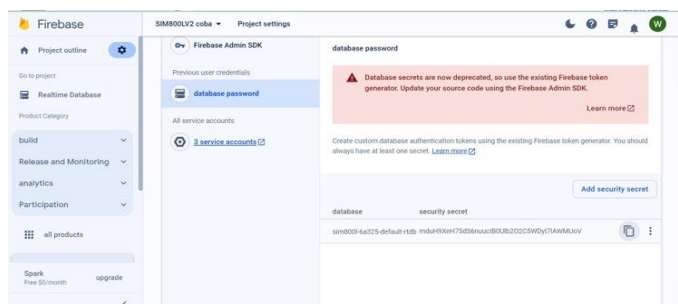 Firebase
SIM800LV2 coba
Project settings
W
Project outline
Go to project
Realtime Database
Product Category
build
Release and Monitoring
analytics
Participation
all products
Spark
Free $0/month
upgrade
Firebase Admin SDK
Previous user credentials
database password
All service accounts
3 service accounts
database password
Database secrets are now deprecated, so use the existing Firebase token
generator. Update your source code using the Firebase Admin SDK.
Learn more
Create custom database authentication tokens using the existing Firebase token generator. You should
always have at least one secret. Learn more
Add security secret
database
security secret
sim800l-6a325-default-rtdb